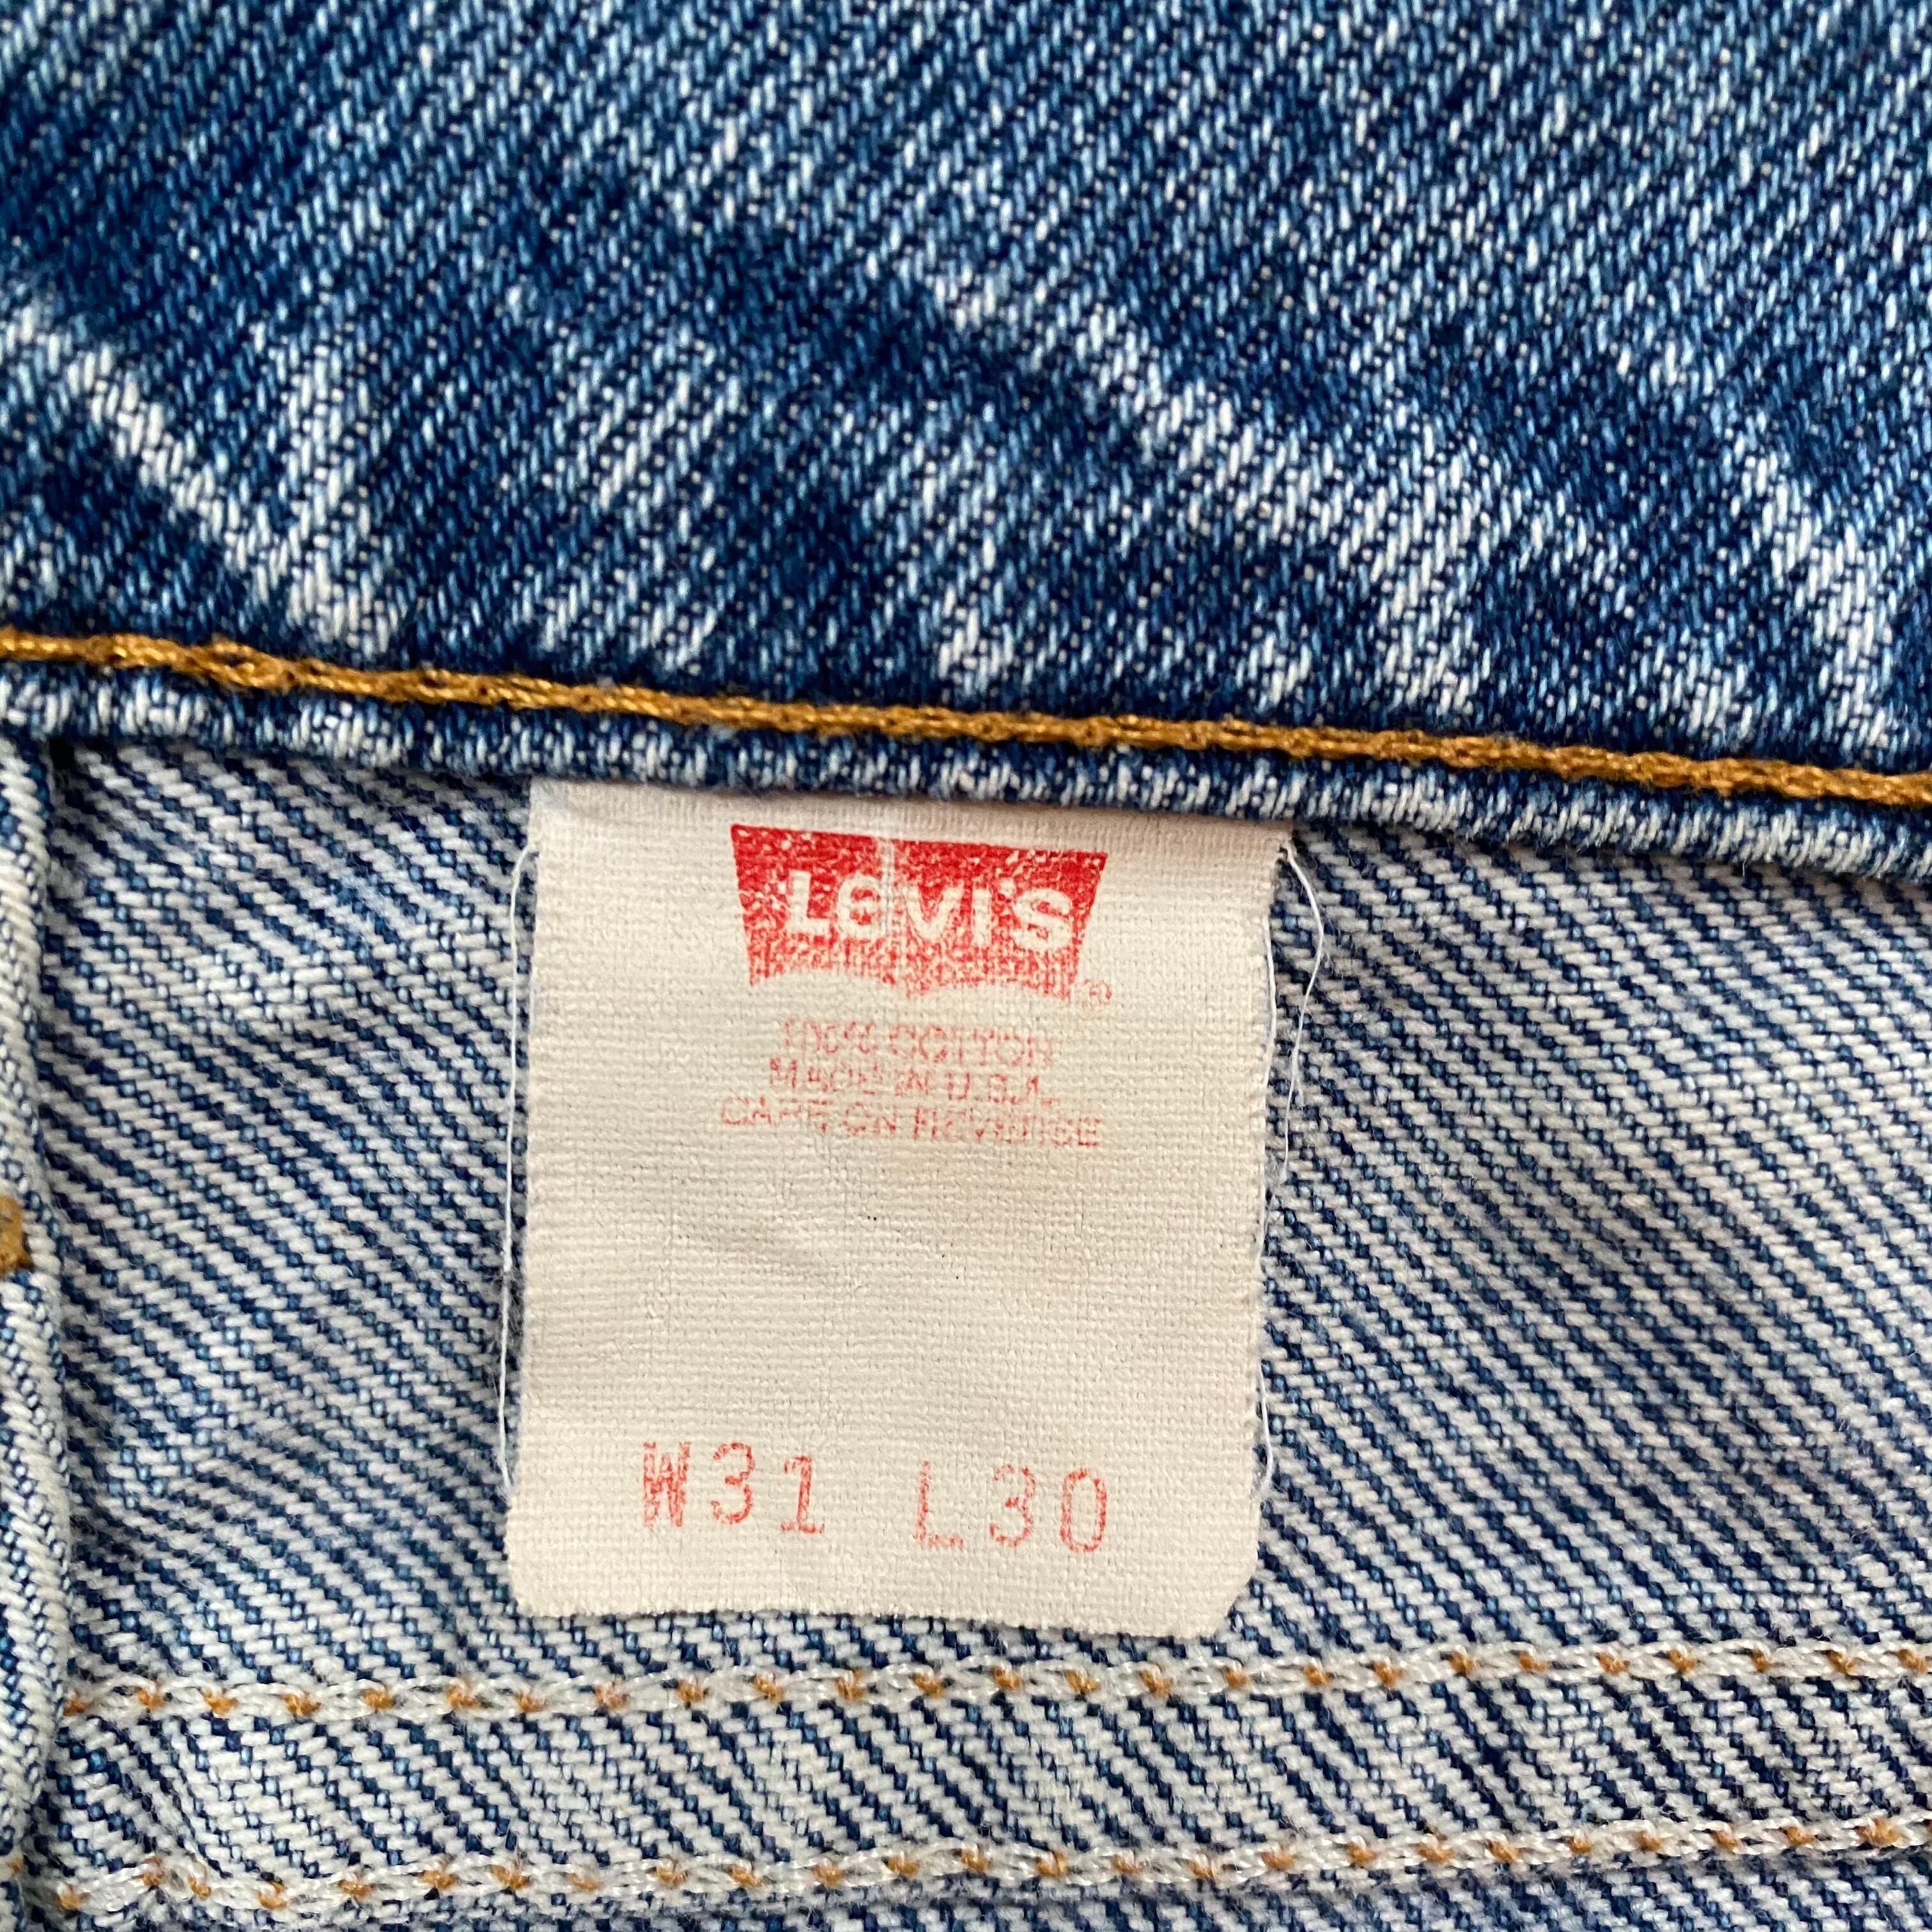 LeVI'S®
100% COTTON
MADE IN U.S.A.
CARE ON REVERSE
W31 L30